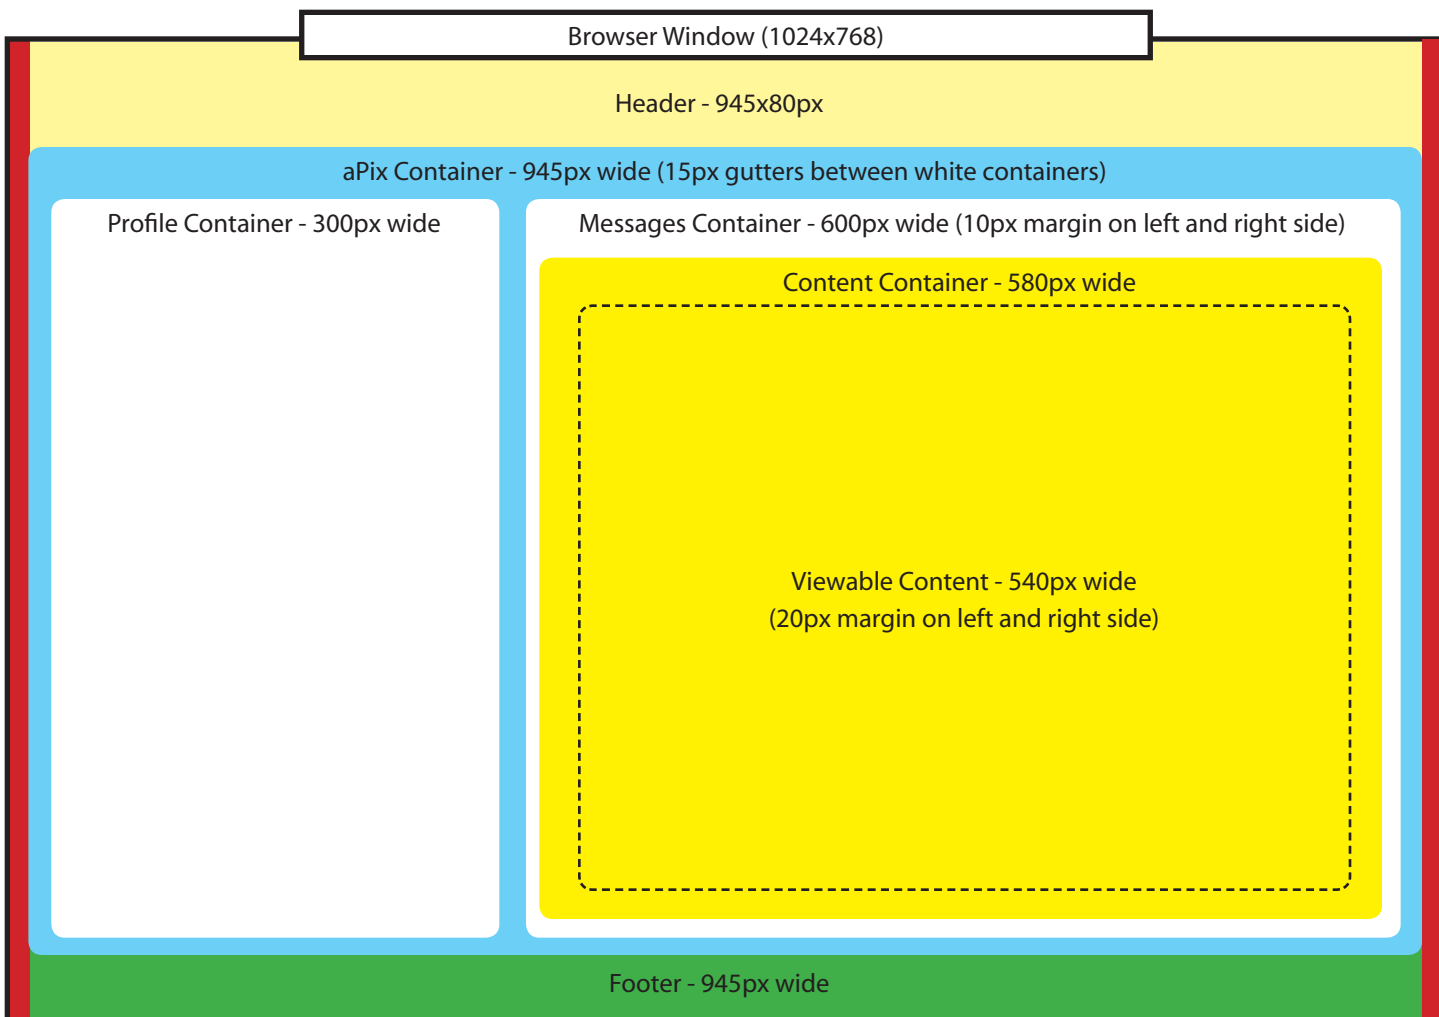 Browser Window (1024x768)
Header - 945x80px
aPix Container - 945px wide (15px gutters between white containers)
Profile Container - 300px wide
Messages Container - 600px wide (10px margin on left and right side)
Content Container - 580px wide
Viewable Content - 540px wide
(20px margin on left and right side)
Footer - 945px wide